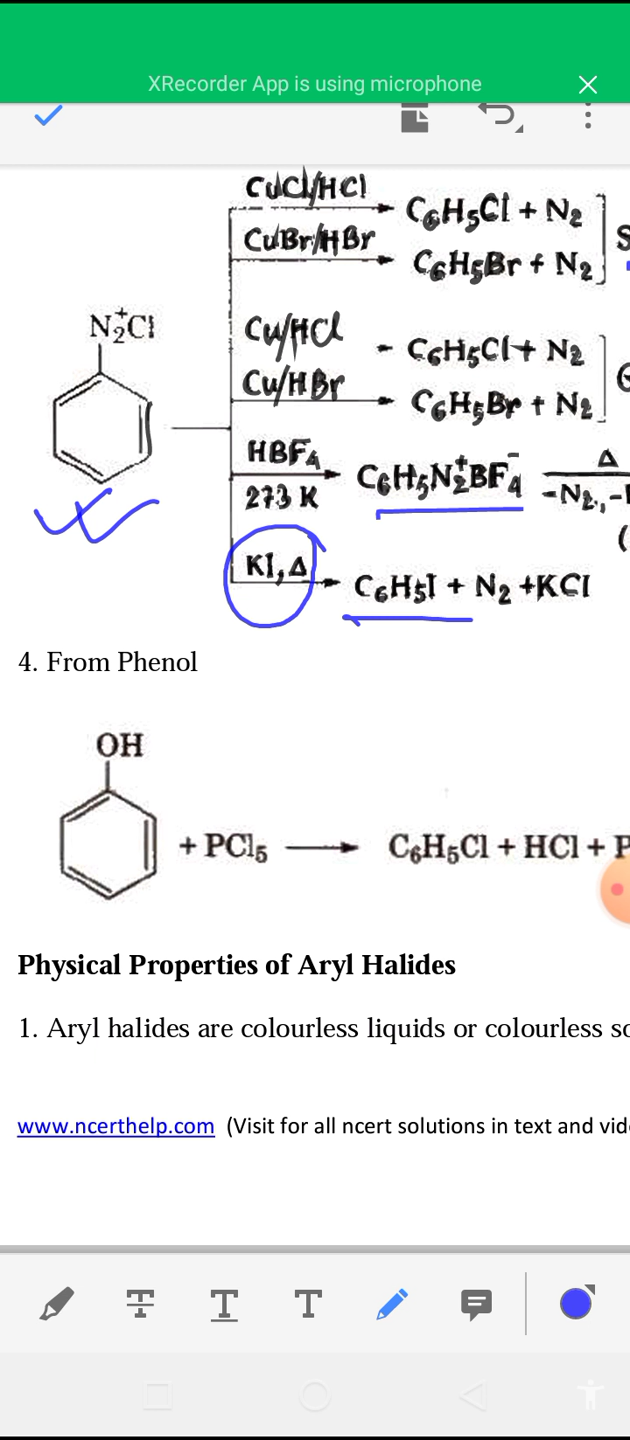 XRecorder App is using microphone
CuCl/HCl
C₆H₅Cl + N₂
CuBr/HBr
C₆H₅Br + N₂
N₂⁺Cl
Cu/HCl
C₆H₅Cl + N₂
Cu/HBr
C₆H₅Br + N₂
HBF₄
273 K
C₆H₅N₂⁺BF₄⁻
Δ
-N₂,
KI, Δ
C₆H₅I + N₂ +KCl
4. From Phenol
OH
+ PCl₅ ⟶ C₆H₅Cl + HCl + P
Physical Properties of Aryl Halides
1. Aryl halides are colourless liquids or colourless so
www.ncerthelp.com (Visit for all ncert solutions in text and vid
T T T